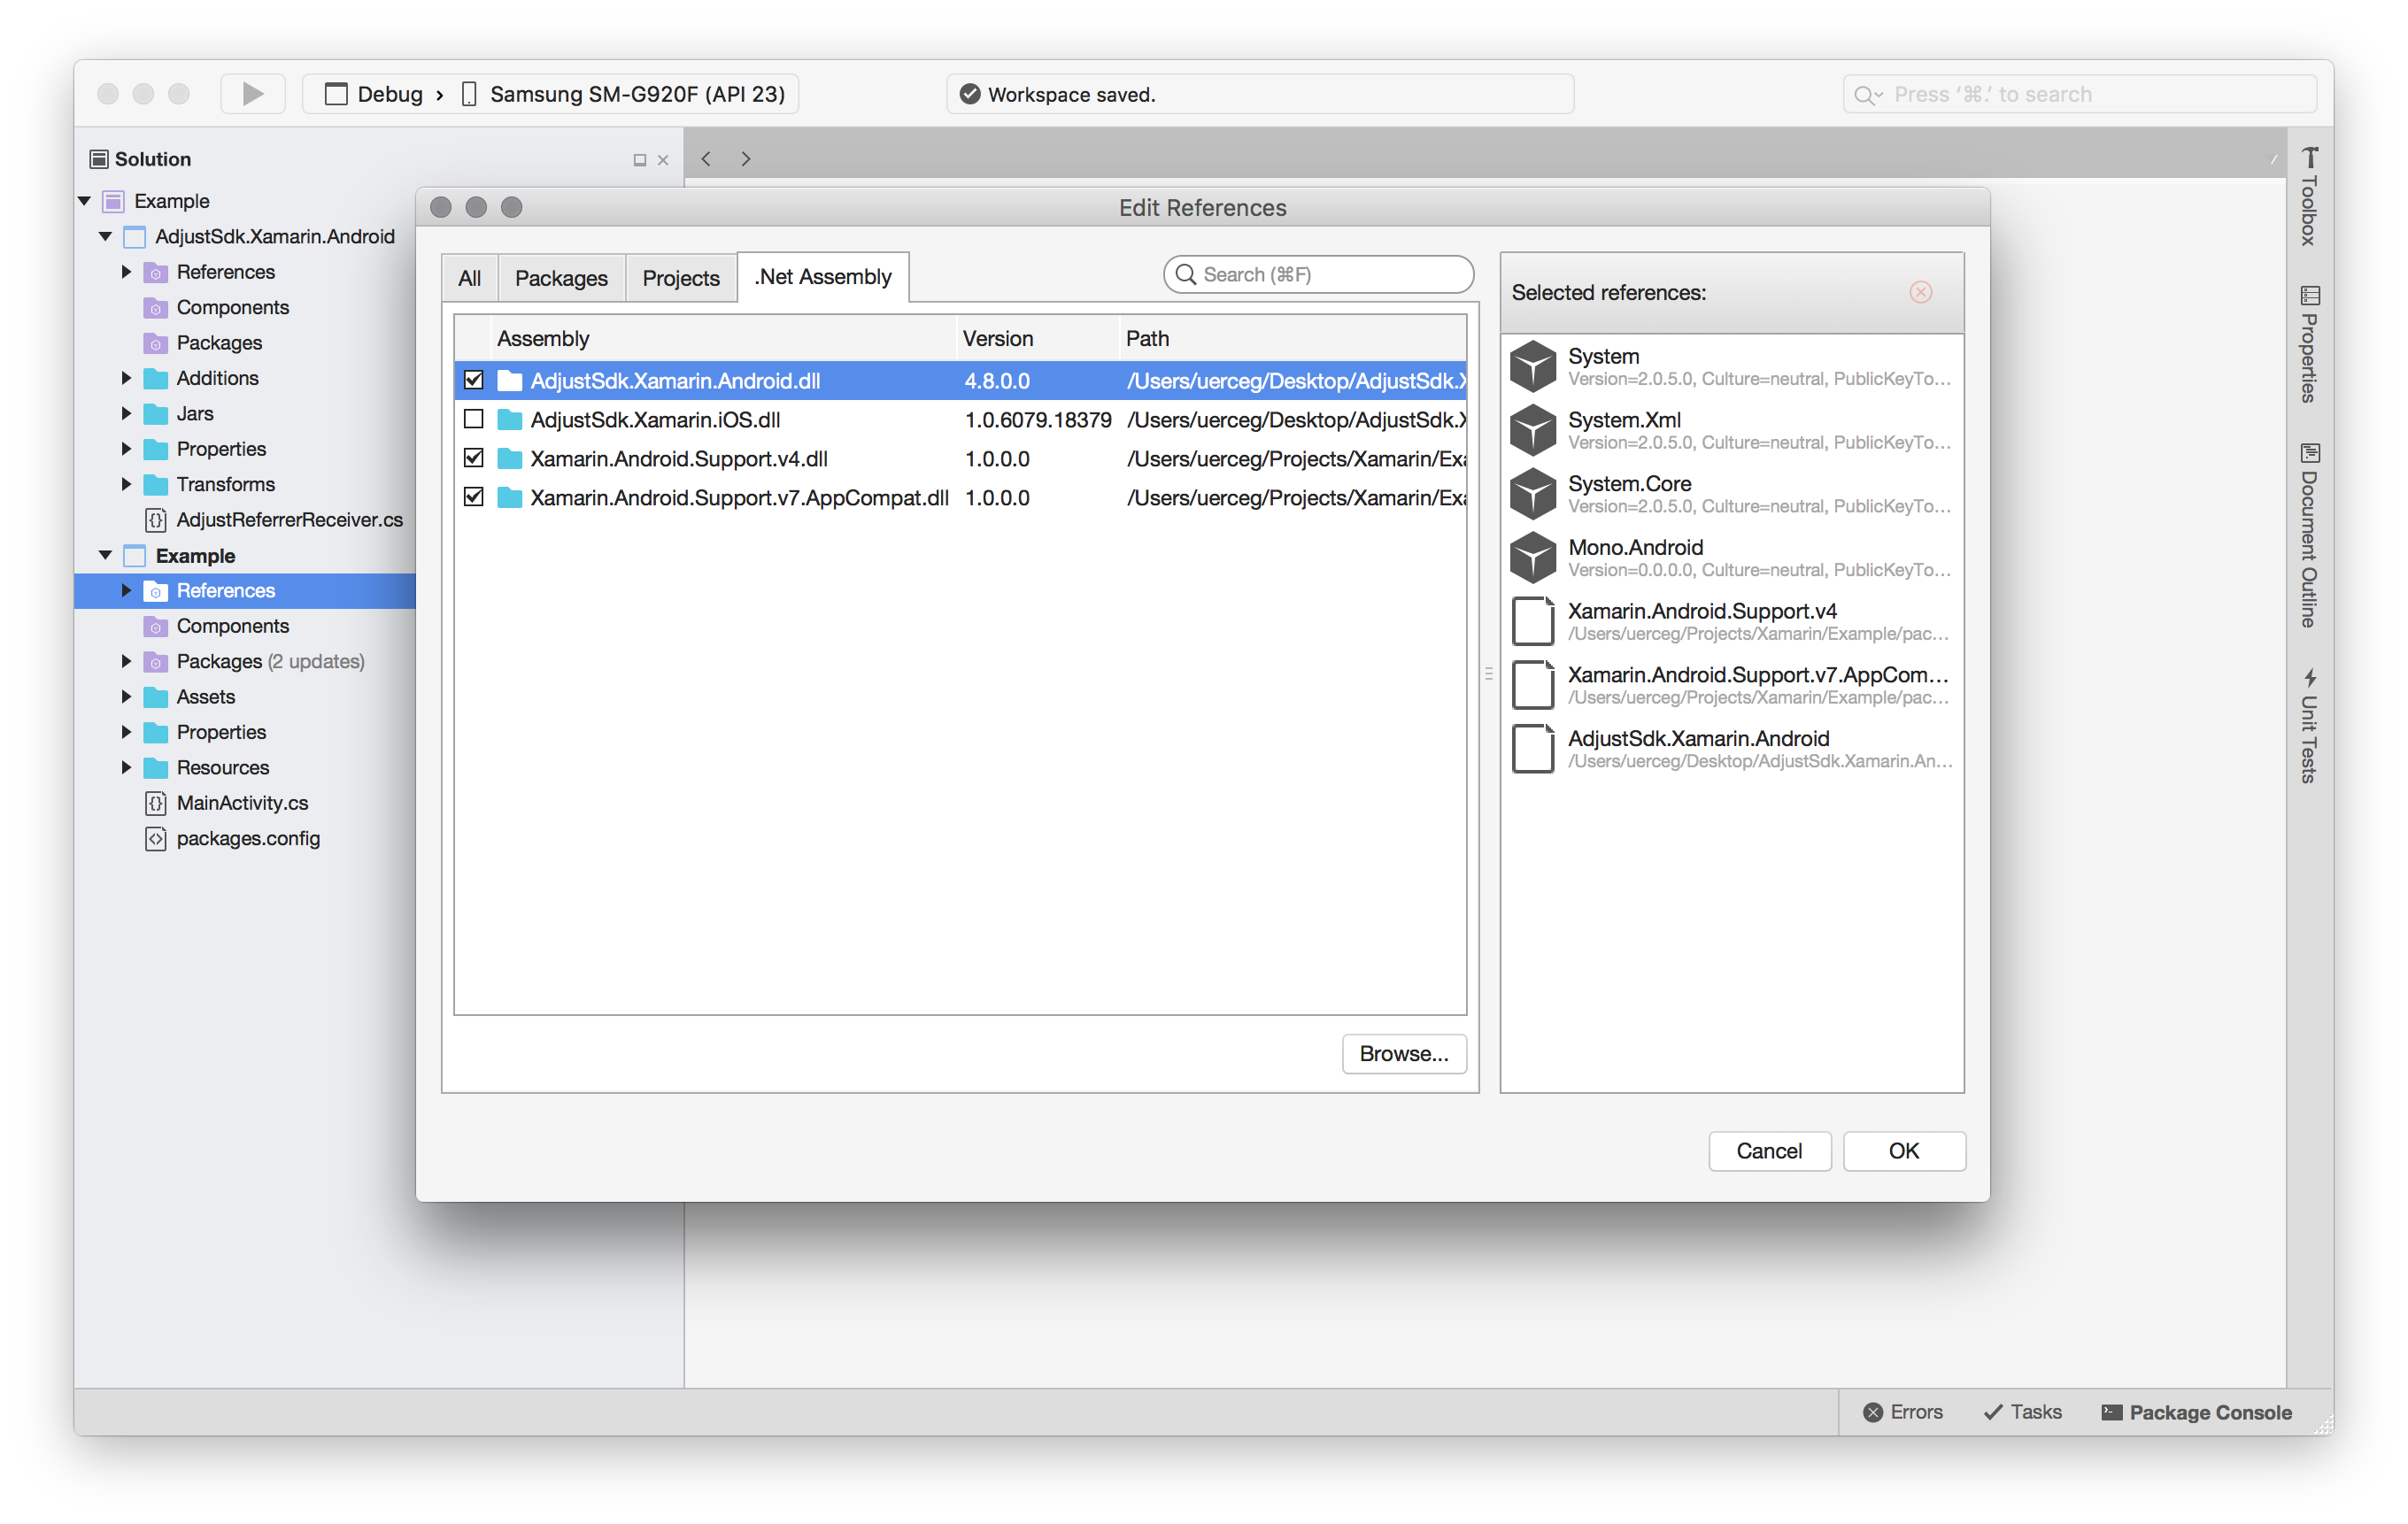 Debug › Samsung SM-G920F (API 23)
Workspace saved.
Press ‘⌘.’ to search
Solution
Example
AdjustSdk.Xamarin.Android
References
Components
Packages
Additions
Jars
Properties
Transforms
AdjustReferrerReceiver.cs
Example
References
Components
Packages (2 updates)
Assets
Properties
Resources
MainActivity.cs
packages.config
Edit References
All Packages Projects .Net Assembly
Search (⌘F)
Assembly Version Path
AdjustSdk.Xamarin.Android.dll 4.8.0.0 /Users/uerceg/Desktop/AdjustSdk.X
AdjustSdk.Xamarin.iOS.dll 1.0.6079.18379 /Users/uerceg/Desktop/AdjustSdk.X
Xamarin.Android.Support.v4.dll 1.0.0.0 /Users/uerceg/Projects/Xamarin/Exa
Xamarin.Android.Support.v7.AppCompat.dll 1.0.0.0 /Users/uerceg/Projects/Xamarin/Exa
Browse...
Selected references:
System
Version=2.0.5.0, Culture=neutral, PublicKeyTo...
System.Xml
Version=2.0.5.0, Culture=neutral, PublicKeyTo...
System.Core
Version=2.0.5.0, Culture=neutral, PublicKeyTo...
Mono.Android
Version=0.0.0.0, Culture=neutral, PublicKeyTo...
Xamarin.Android.Support.v4
/Users/uerceg/Projects/Xamarin/Example/pac...
Xamarin.Android.Support.v7.AppCom...
/Users/uerceg/Projects/Xamarin/Example/pac...
AdjustSdk.Xamarin.Android
/Users/uerceg/Desktop/AdjustSdk.Xamarin.An...
Cancel OK
Toolbox
Properties
Document Outline
Unit Tests
Errors Tasks Package Console